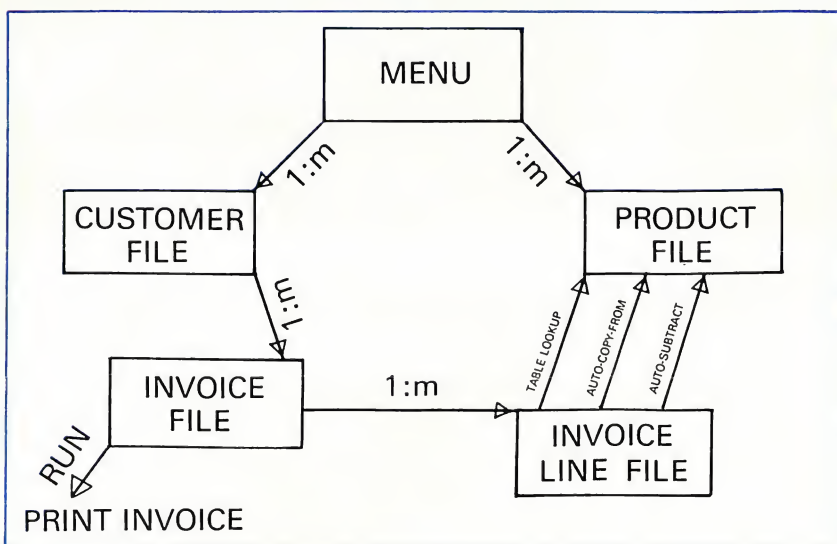 MENU
1:m
1:m
CUSTOMER
FILE
PRODUCT
FILE
1:m
TABLE LOOKUP
AUTO-COPY-FROM
AUTO-SUBTRACT
INVOICE
FILE
1:m
INVOICE
LINE FILE
RUN
PRINT INVOICE